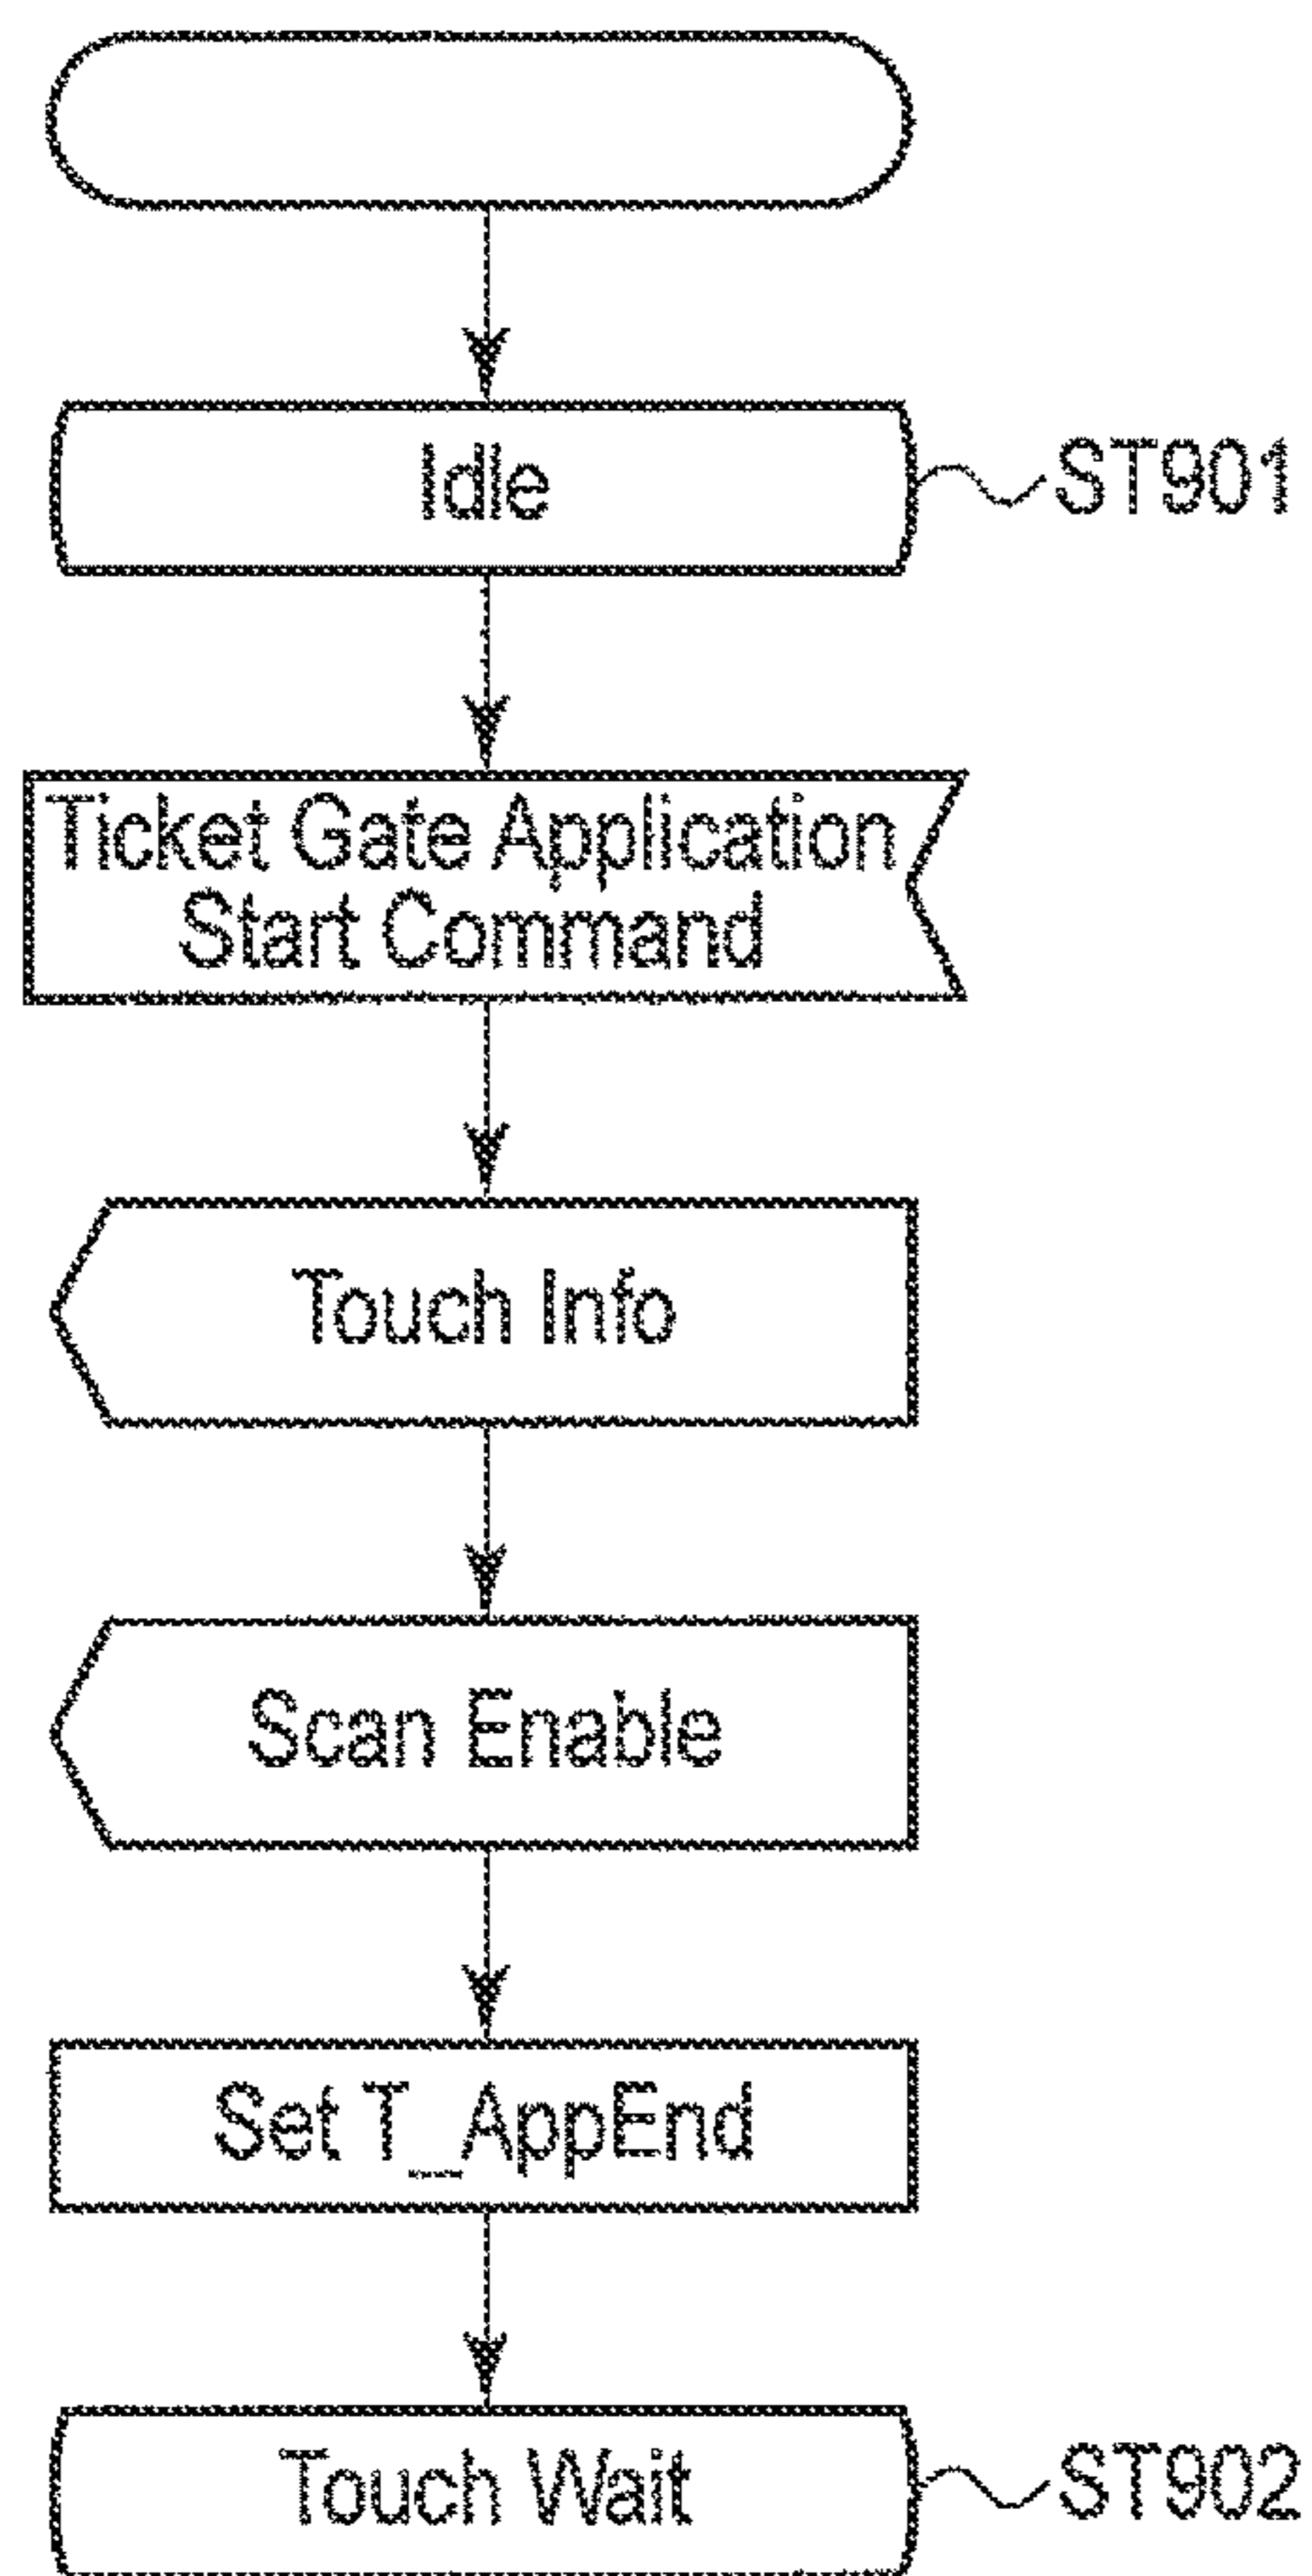 Idle
ST901
Ticket Gate Application
Start Command
Touch Info
Scan Enable
Set T_AppEnd
Touch Wait
ST902